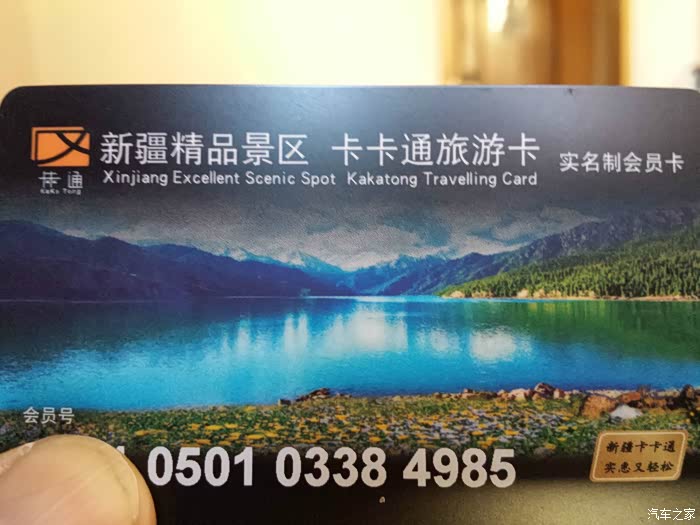 新疆精品景区 卡卡通旅游卡 实名制会员卡
Xinjiang Excellent Scenic Spot Kakatong Travelling Card
卡通
KaKa Tong
会员号
0501 0338 4985
新疆卡卡通
实惠又轻松
汽车之家